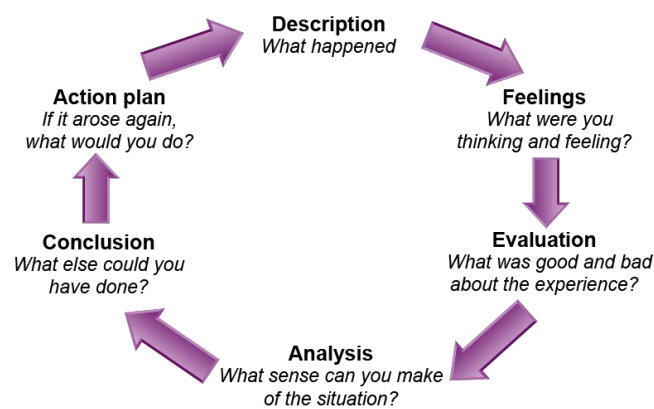 Description
What happened
Feelings
What were you
thinking and feeling?
Evaluation
What was good and bad
about the experience?
Analysis
What sense can you make
of the situation?
Conclusion
What else could you
have done?
Action plan
If it arose again,
what would you do?